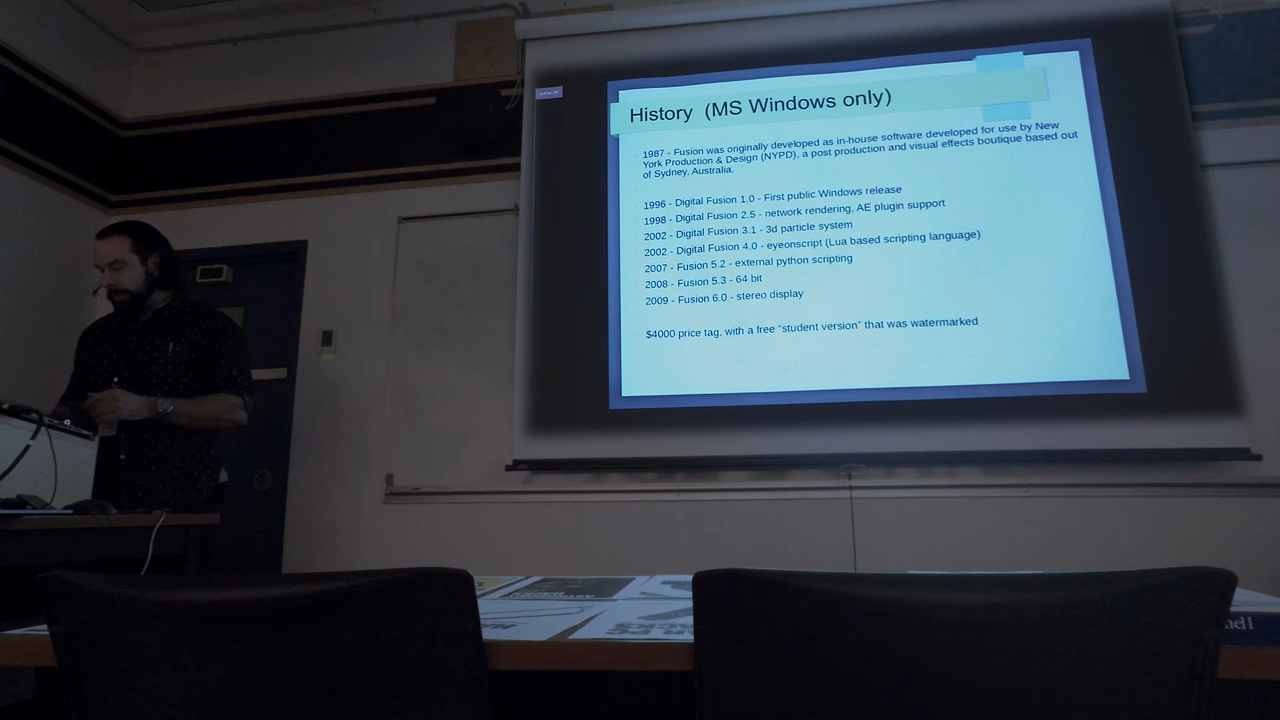 History (MS Windows only)
1987 - Fusion was originally developed as in-house software developed for use by New
York Production & Design (NYPD), a post production and visual effects boutique based out
of Sydney, Australia.
1996 - Digital Fusion 1.0 - First public Windows release
1998 - Digital Fusion 2.5 - network rendering, AE plugin support
2002 - Digital Fusion 3.1 - 3d particle system
2002 - Digital Fusion 4.0 - eyeonscript (Lua based scripting language)
2007 - Fusion 5.2 - external python scripting
2008 - Fusion 5.3 - 64 bit
2009 - Fusion 6.0 - stereo display
$4000 price tag, with a free “student version” that was watermarked